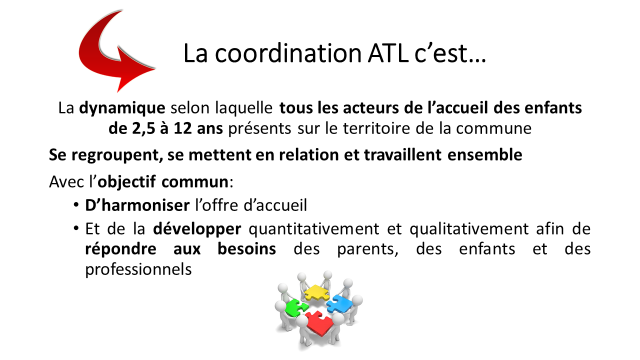 La coordination ATL c’est…
La dynamique selon laquelle tous les acteurs de l’accueil des enfants
de 2,5 à 12 ans présents sur le territoire de la commune
Se regroupent, se mettent en relation et travaillent ensemble
Avec l’objectif commun:
• D’harmoniser l’offre d’accueil
• Et de la développer quantitativement et qualitativement afin de
répondre aux besoins des parents, des enfants et des
professionnels